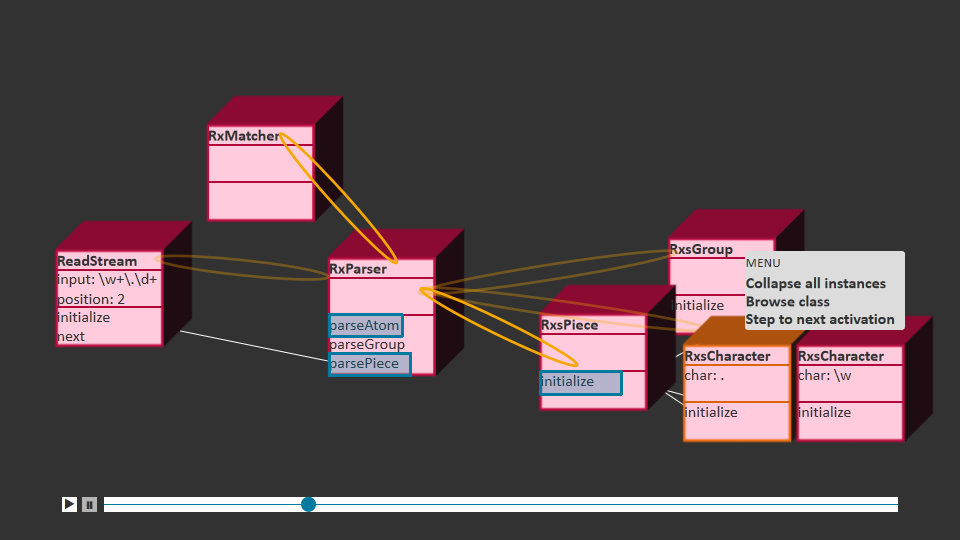 RxMatcher
ReadStream
input: \w+\.\d+
position: 2
initialize
next
RxParser
parseAtom
parseGroup
parsePiece
RxsPiece
initialize
RxsGroup
initialize
MENU
Collapse all instances
Browse class
Step to next activation
RxsCharacter
char: .
initialize
RxsCharacter
char: \w
initialize